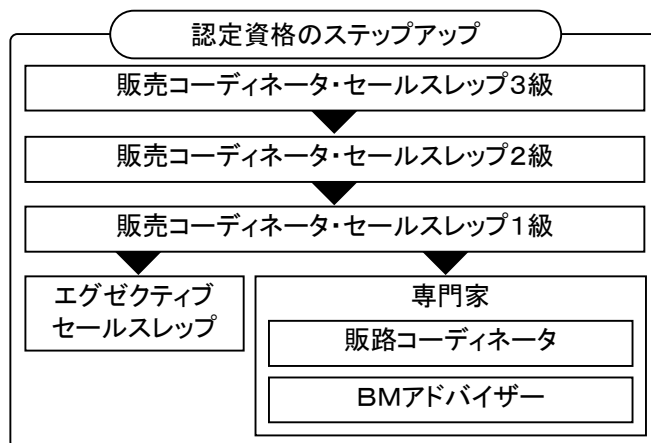 認定資格のステップアップ
販売コーディネータ・セールスレップ３級
販売コーディネータ・セールスレップ２級
販売コーディネータ・セールスレップ１級
エグゼクティブ
セールスレップ
専門家
販路コーディネータ
ＢＭアドバイザー